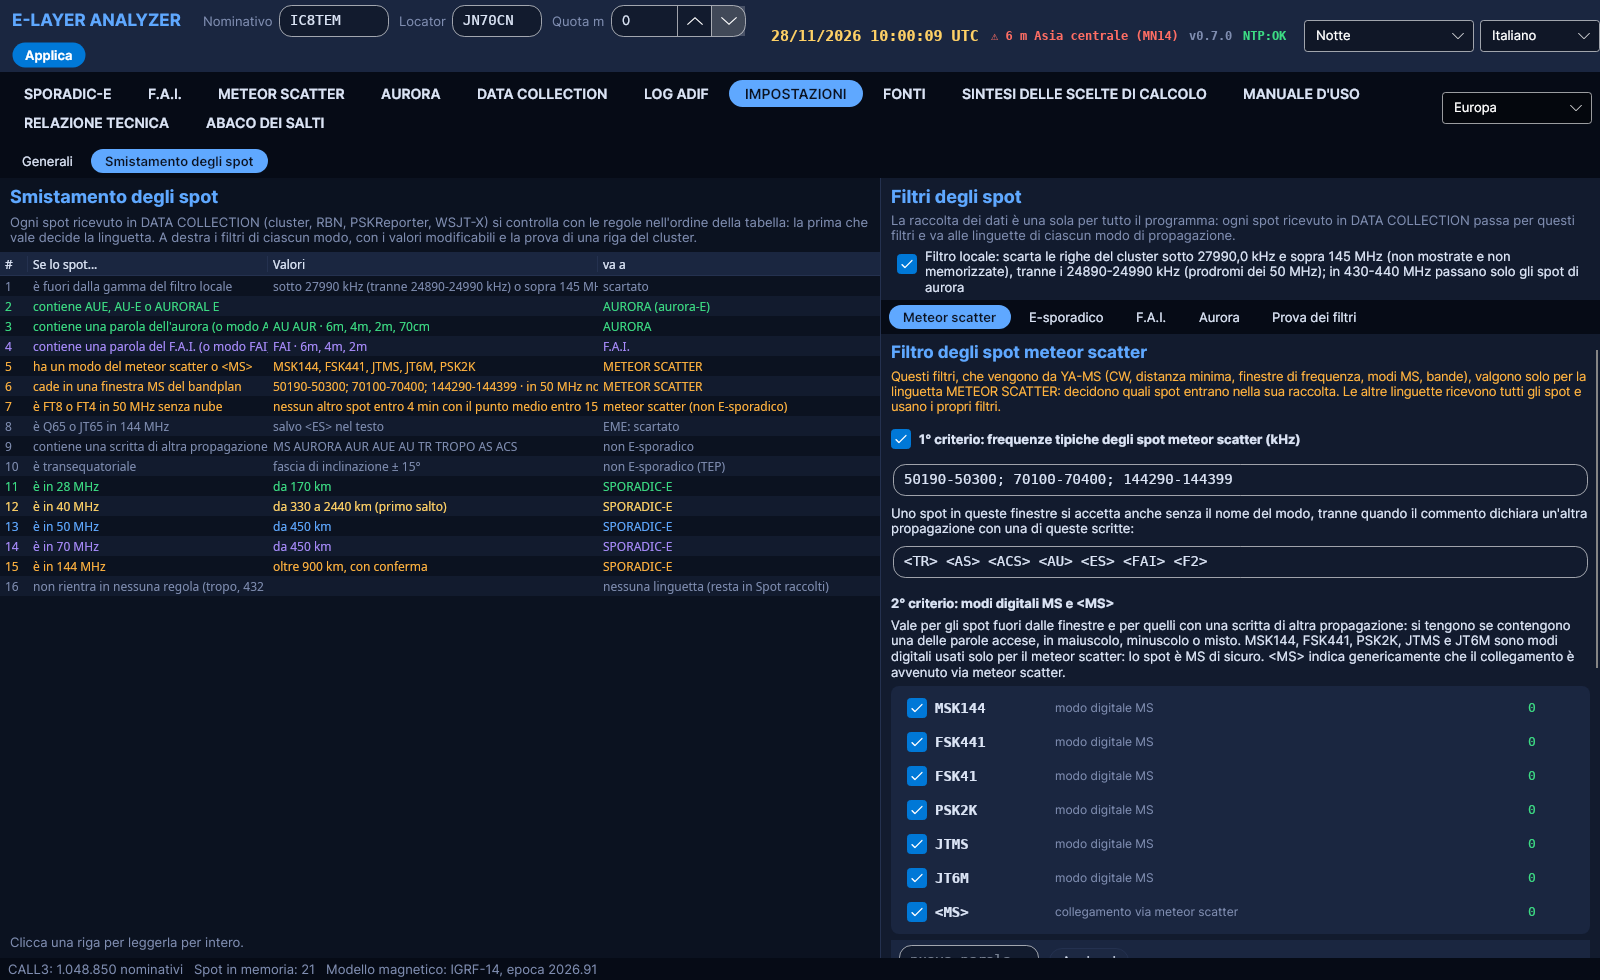 E-LAYER ANALYZER Nominativo IC8TEM Locator JN70CN Quota m 0
28/11/2026 10:00:09 UTC ⚠ 6 m Asia centrale (MN14) v0.7.0 NTP:OK Notte Italiano
Applica
SPORADIC-E F.A.I. METEOR SCATTER AURORA DATA COLLECTION LOG ADIF IMPOSTAZIONI FONTI SINTESI DELLE SCELTE DI CALCOLO MANUALE D'USO
RELAZIONE TECNICA ABACO DEI SALTI
Europa
Generali Smistamento degli spot
Smistamento degli spot
Ogni spot ricevuto in DATA COLLECTION (cluster, RBN, PSKReporter, WSJT-X) si controlla con le regole nell'ordine della tabella: la prima che
vale decide la linguetta. A destra i filtri di ciascun modo, con i valori modificabili e la prova di una riga del cluster.
# Se lo spot... Valori va a
1 è fuori dalla gamma del filtro locale sotto 27990 kHz (tranne 24890-24990 kHz) o sopra 145 MH scartato
2 contiene AUE, AU-E o AURORAL E AURORA (aurora-E)
3 contiene una parola dell'aurora (o modo A AU AUR · 6m, 4m, 2m, 70cm AURORA
4 contiene una parola del F.A.I. (o modo FAI FAI · 6m, 4m, 2m F.A.I.
5 ha un modo del meteor scatter o <MS> MSK144, FSK441, JTMS, JT6M, PSK2K METEOR SCATTER
6 cade in una finestra MS del bandplan 50190-50300; 70100-70400; 144290-144399 · in 50 MHz nc METEOR SCATTER
7 è FT8 o FT4 in 50 MHz senza nube nessun altro spot entro 4 min con il punto medio entro 15 meteor scatter (non E-sporadico)
8 è Q65 o JT65 in 144 MHz salvo <ES> nel testo EME: scartato
9 contiene una scritta di altra propagazione MS AURORA AUR AUE AU TR TROPO AS ACS non E-sporadico
10 è transequatoriale fascia di inclinazione ± 15° non E-sporadico (TEP)
11 è in 28 MHz da 170 km SPORADIC-E
12 è in 40 MHz da 330 a 2440 km (primo salto) SPORADIC-E
13 è in 50 MHz da 450 km SPORADIC-E
14 è in 70 MHz da 450 km SPORADIC-E
15 è in 144 MHz oltre 900 km, con conferma SPORADIC-E
16 non rientra in nessuna regola (tropo, 432 nessuna linguetta (resta in Spot raccolti)
Clicca una riga per leggerla per intero.
Filtri degli spot
La raccolta dei dati è una sola per tutto il programma: ogni spot ricevuto in DATA COLLECTION passa per questi
filtri e va alle linguette di ciascun modo di propagazione.
Filtro locale: scarta le righe del cluster sotto 27990,0 kHz e sopra 145 MHz (non mostrate e non
memorizzate), tranne i 24890-24990 kHz (prodromi dei 50 MHz); in 430-440 MHz passano solo gli spot di
aurora
Meteor scatter E-sporadico F.A.I. Aurora Prova dei filtri
Filtro degli spot meteor scatter
Questi filtri, che vengono da YA-MS (CW, distanza minima, finestre di frequenza, modi MS, bande), valgono solo per la
linguetta METEOR SCATTER: decidono quali spot entrano nella sua raccolta. Le altre linguette ricevono tutti gli spot e
usano i propri filtri.
1° criterio: frequenze tipiche degli spot meteor scatter (kHz)
50190-50300; 70100-70400; 144290-144399
Uno spot in queste finestre si accetta anche senza il nome del modo, tranne quando il commento dichiara un'altra
propagazione con una di queste scritte:
<TR> <AS> <ACS> <AU> <ES> <FAI> <F2>
2° criterio: modi digitali MS e <MS>
Vale per gli spot fuori dalle finestre e per quelli con una scritta di altra propagazione: si tengono se contengono
una delle parole accese, in maiuscolo, minuscolo o misto. MSK144, FSK441, PSK2K, JTMS e JT6M sono modi
digitali usati solo per il meteor scatter: lo spot è MS di sicuro. <MS> indica genericamente che il collegamento è
avvenuto via meteor scatter.
MSK144 modo digitale MS 0
FSK441 modo digitale MS 0
FSK41 modo digitale MS 0
PSK2K modo digitale MS 0
JTMS modo digitale MS 0
JT6M modo digitale MS 0
<MS> collegamento via meteor scatter 0
CALL3: 1.048.850 nominativi Spot in memoria: 21 Modello magnetico: IGRF-14, epoca 2026.91